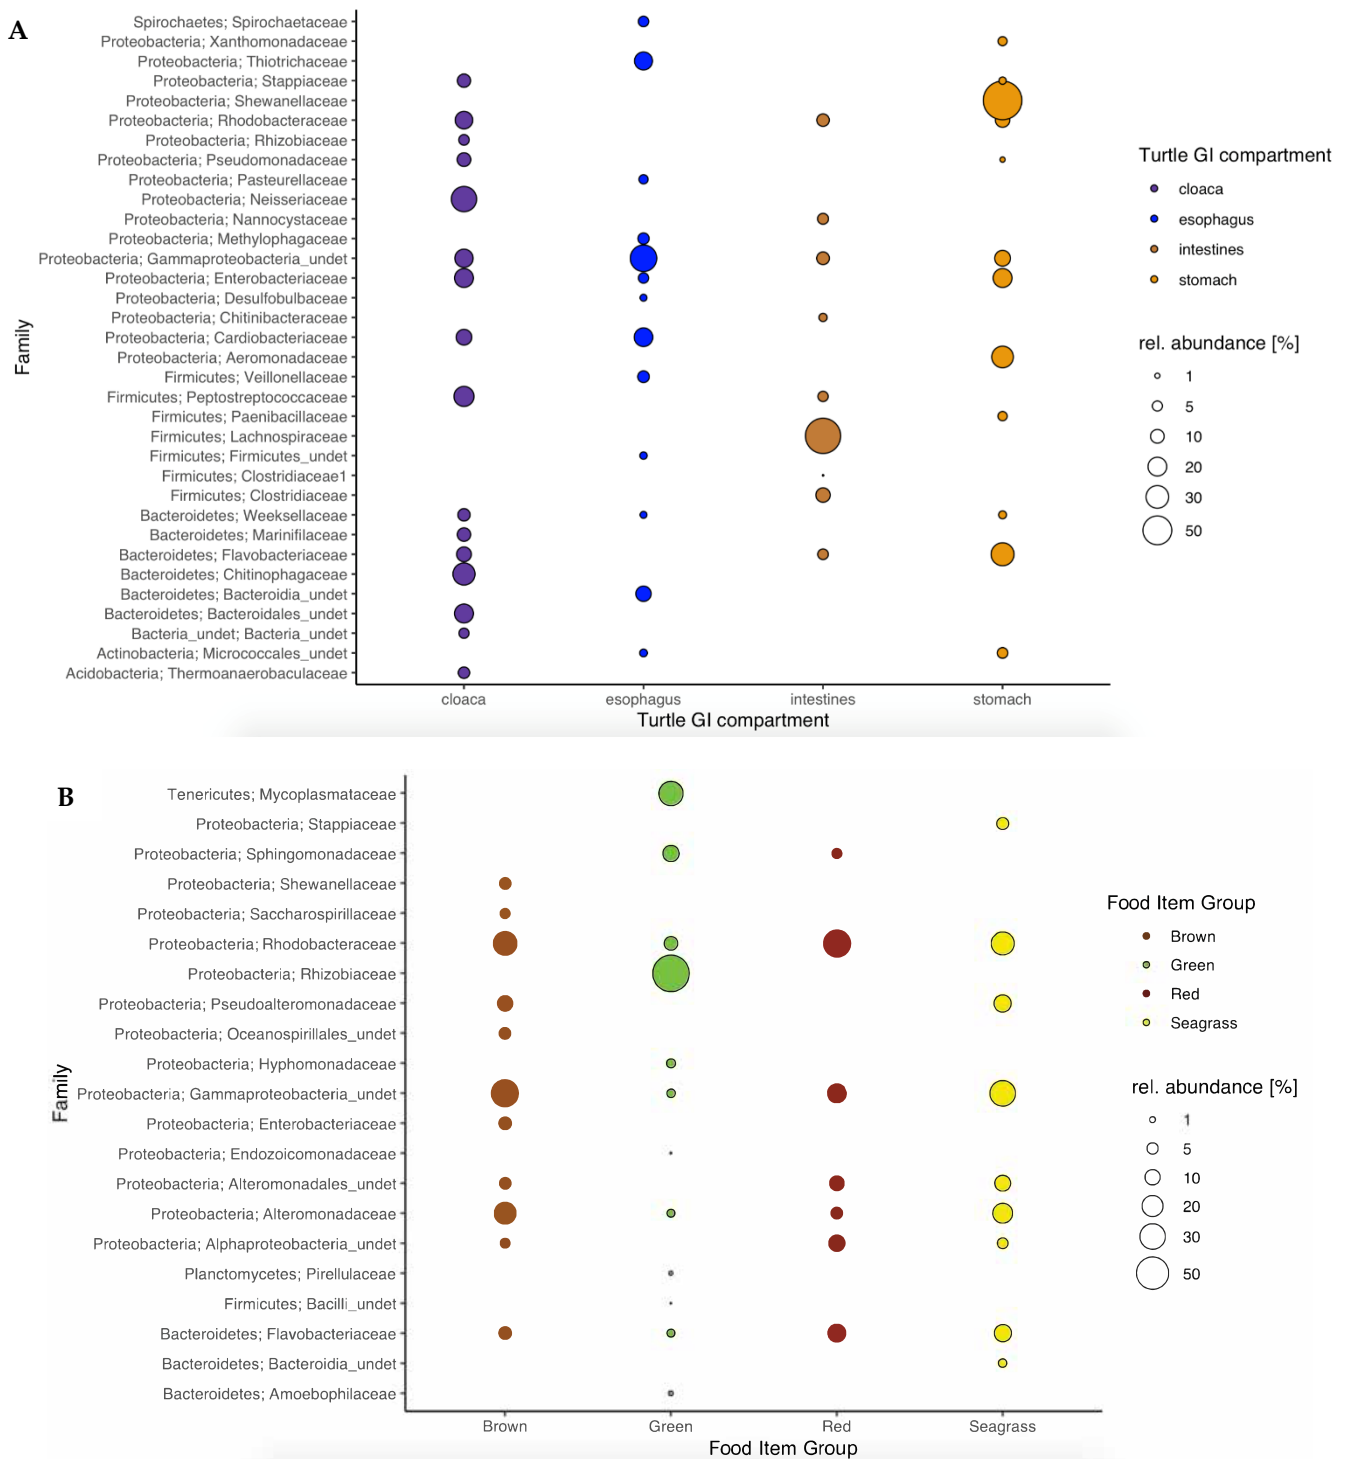 A
Spirochaetes; Spirochaetaceae
Proteobacteria; Xanthomonadaceae
Proteobacteria; Thiotrichaceae
Proteobacteria; Stappiaceae
Proteobacteria; Shewanellaceae
Proteobacteria; Rhodobacteraceae
Proteobacteria; Rhizobiaceae
Proteobacteria; Pseudomonadaceae
Proteobacteria; Pasteurellaceae
Proteobacteria; Neisseriaceae
Proteobacteria; Nannocystaceae
Proteobacteria; Methylophagaceae
Proteobacteria; Gammaproteobacteria_undet
Proteobacteria; Enterobacteriaceae
Proteobacteria; Desulfobulbaceae
Proteobacteria; Chitinibacteraceae
Proteobacteria; Cardiobacteriaceae
Proteobacteria; Aeromonadaceae
Firmicutes; Veillonellaceae
Firmicutes; Peptostreptococcaceae
Firmicutes; Paenibacillaceae
Firmicutes; Lachnospiraceae
Firmicutes; Firmicutes_undet
Firmicutes; Clostridiaceae1
Firmicutes; Clostridiaceae
Bacteroidetes; Weeksellaceae
Bacteroidetes; Marinifilaceae
Bacteroidetes; Flavobacteriaceae
Bacteroidetes; Chitinophagaceae
Bacteroidetes; Bacteroidia_undet
Bacteroidetes; Bacteroidales_undet
Bacteria_undet; Bacteria_undet
Actinobacteria; Micrococcales_undet
Acidobacteria; Thermoanaerobaculaceae
Family
cloaca esophagus intestines stomach
Turtle GI compartment
Turtle GI compartment
cloaca
esophagus
intestines
stomach
rel. abundance [%]
1
5
10
20
30
50
B
Tenericutes; Mycoplasmataceae
Proteobacteria; Stappiaceae
Proteobacteria; Sphingomonadaceae
Proteobacteria; Shewanellaceae
Proteobacteria; Saccharospirillaceae
Proteobacteria; Rhodobacteraceae
Proteobacteria; Rhizobiaceae
Proteobacteria; Pseudoalteromonadaceae
Proteobacteria; Oceanospirillales_undet
Proteobacteria; Hyphomonadaceae
Proteobacteria; Gammaproteobacteria_undet
Proteobacteria; Enterobacteriaceae
Proteobacteria; Endozoicomonadaceae
Proteobacteria; Alteromonadales_undet
Proteobacteria; Alteromonadaceae
Proteobacteria; Alphaproteobacteria_undet
Planctomycetes; Pirellulaceae
Firmicutes; Bacilli_undet
Bacteroidetes; Flavobacteriaceae
Bacteroidetes; Bacteroidia_undet
Bacteroidetes; Amoebophilaceae
Family
Brown Green Red Seagrass
Food Item Group
Food Item Group
Brown
Green
Red
Seagrass
rel. abundance [%]
1
5
10
20
30
50